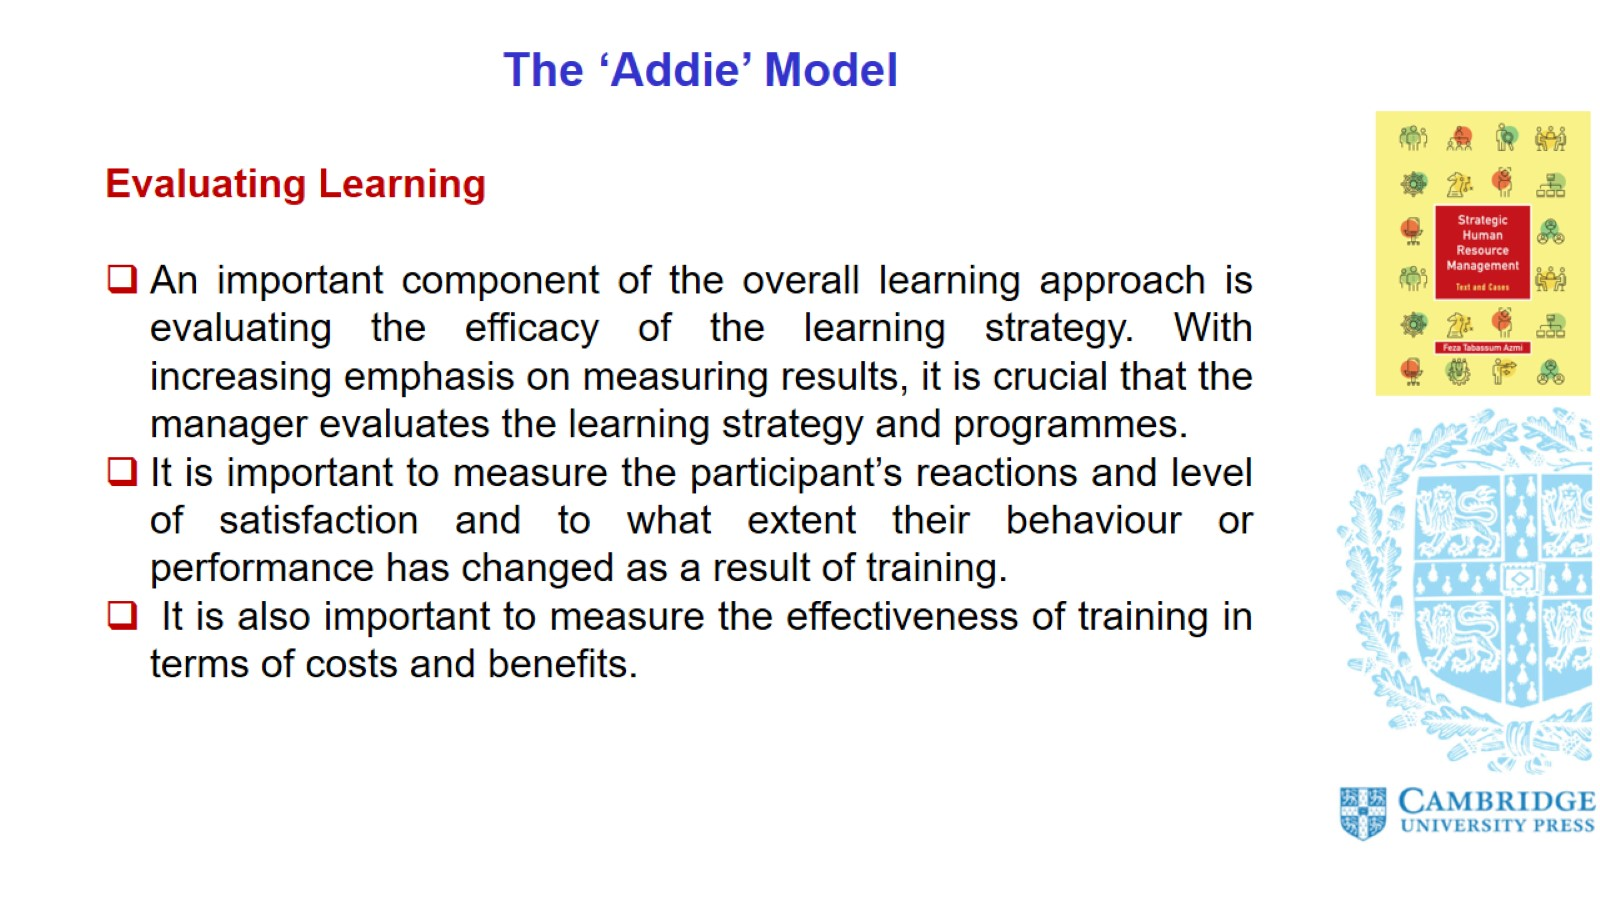 The ‘Addie’ Model
Evaluating Learning
An important component of the overall learning approach is
evaluating the efficacy of the learning strategy. With
increasing emphasis on measuring results, it is crucial that the
manager evaluates the learning strategy and programmes.
It is important to measure the participant’s reactions and level
of satisfaction and to what extent their behaviour or
performance has changed as a result of training.
It is also important to measure the effectiveness of training in
terms of costs and benefits.
Strategic
Human
Resource
Management
Text and Cases
Feza Tabassum Azmi
CAMBRIDGE
UNIVERSITY PRESS